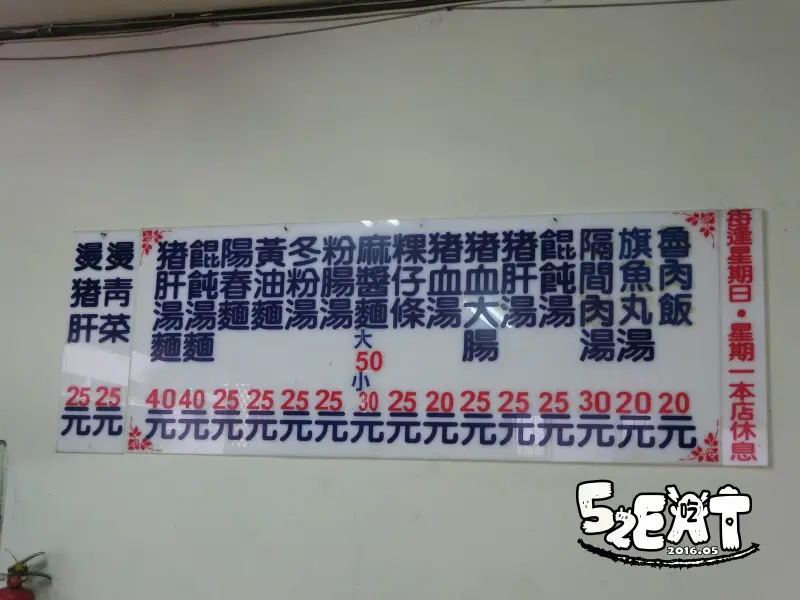 每逢星期日·星期一本店休息
魯肉飯 20元
旗魚丸湯 20元
隔間肉湯 30元
餛飩湯 25元
猪肝湯 25元
猪血大腸 25元
猪血湯 20元
粿仔條 25元
麻醬麵 大50 小30元
粉腸湯 25元
冬粉湯 25元
黃油麵 25元
陽春麵 25元
餛飩湯麵 40元
猪肝湯麵 40元
燙青菜 25元
燙猪肝 25元
52EAT
吃
2016.05